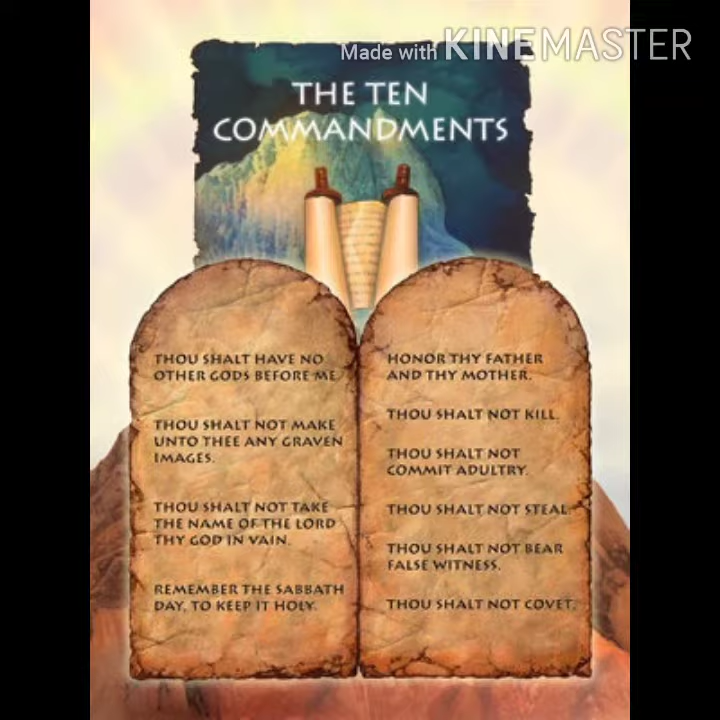 Made with KINEMASTER
THE TEN
COMMANDMENTS
THOU SHALT HAVE NO
OTHER GODS BEFORE ME.
THOU SHALT NOT MAKE
UNTO THEE ANY GRAVEN
IMAGES.
THOU SHALT NOT TAKE
THE NAME OF THE LORD
THY GOD IN VAIN.
REMEMBER THE SABBATH
DAY, TO KEEP IT HOLY.
HONOR THY FATHER
AND THY MOTHER.
THOU SHALT NOT KILL.
THOU SHALT NOT
COMMIT ADULTRY.
THOU SHALT NOT STEAL.
THOU SHALT NOT BEAR
FALSE WITNESS.
THOU SHALT NOT COVET.